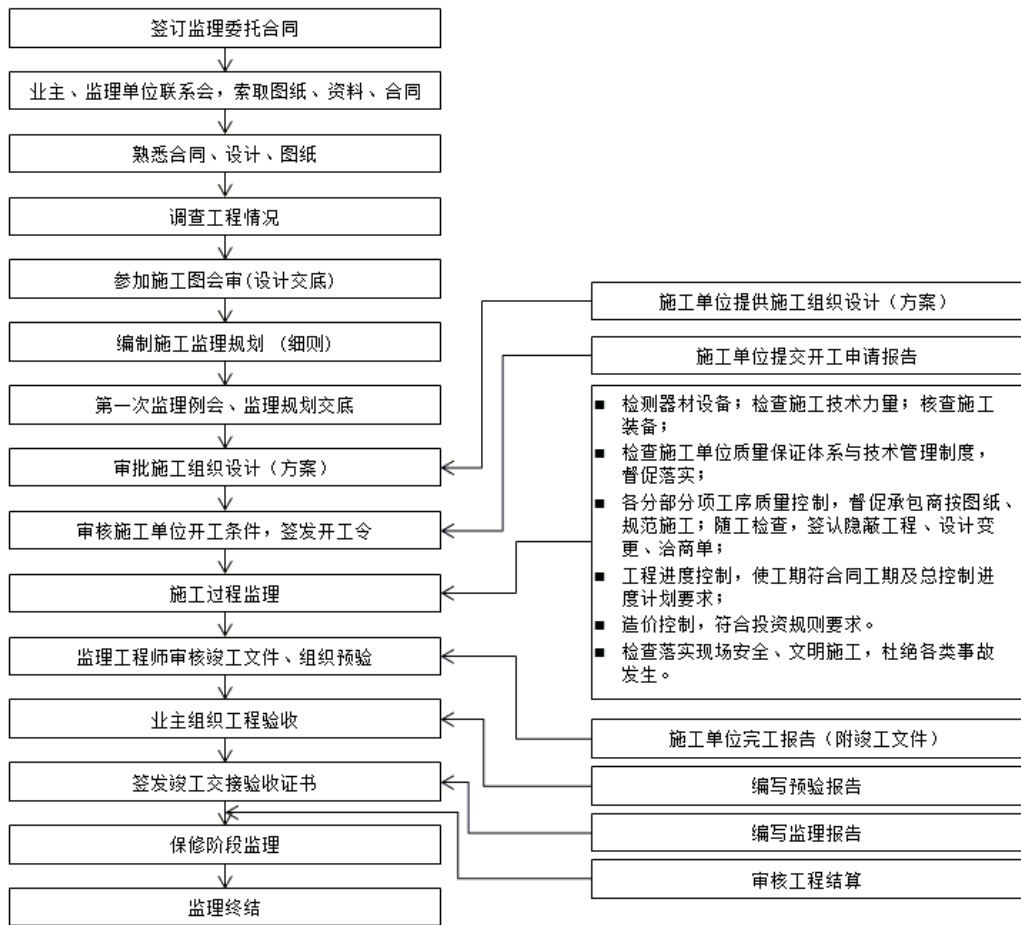 签订监理委托合同
业主、监理单位联系会，索取图纸、资料、合同
熟悉合同、设计、图纸
调查工程情况
参加施工图会审(设计交底)
编制施工监理规划 (细则)
第一次监理例会、监理规划交底
审批施工组织设计（方案）
审核施工单位开工条件，签发开工令
施工过程监理
监理工程师审核竣工文件、组织预验
业主组织工程验收
签发竣工交接验收证书
保修阶段监理
监理终结
施工单位提供施工组织设计（方案）
施工单位提交开工申请报告
■ 检测器材设备；检查施工技术力量；核查施工
装备；
■ 检查施工单位质量保证体系与技术管理制度，
督促落实；
■ 各分部分项工序质量控制，督促承包商按图纸、
规范施工；随工检查，签认隐蔽工程、设计变
更、洽商单；
■ 工程进度控制，使工期符合同工期及总控制进
度计划要求；
■ 造价控制，符合投资规则要求。
■ 检查落实现场安全、文明施工，杜绝各类事故
发生。
施工单位完工报告（附竣工文件）
编写预验报告
编写监理报告
审核工程结算